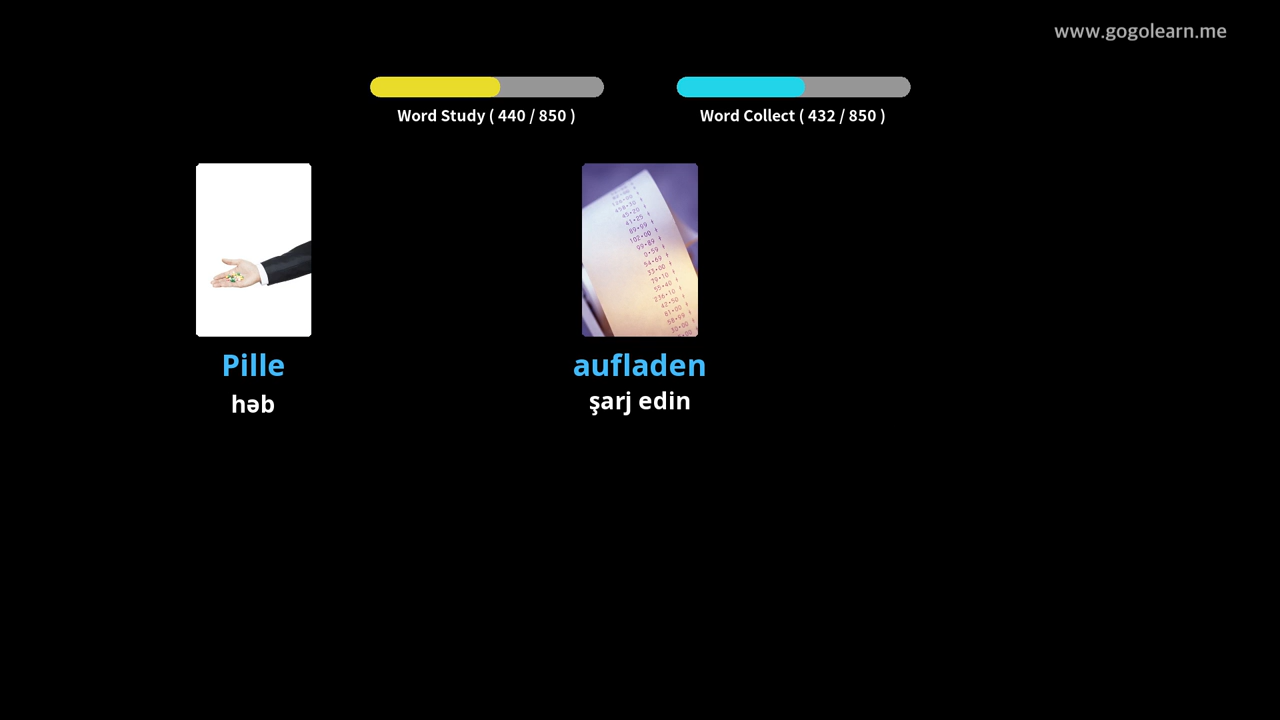 www.gogolearn.me
Word Study ( 440 / 850 )
Word Collect ( 432 / 850 )
Pille
həb
aufladen
şarj edin